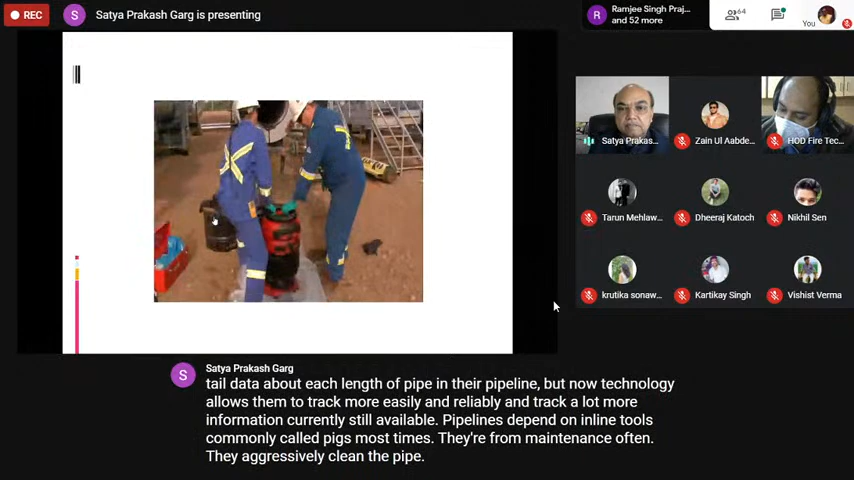 REC
S
Satya Prakash Garg is presenting
R
Ramjee Singh Praj...
and 52 more
64
You
Satya Prakas...
Zain Ul Aabde...
HOD Fire Tec...
Tarun Mehlaw...
Dheeraj Katoch
Nikhil Sen
krutika sonaw...
Kartikay Singh
Vishist Verma
S
Satya Prakash Garg
tail data about each length of pipe in their pipeline, but now technology
allows them to track more easily and reliably and track a lot more
information currently still available. Pipelines depend on inline tools
commonly called pigs most times. They're from maintenance often.
They aggressively clean the pipe.